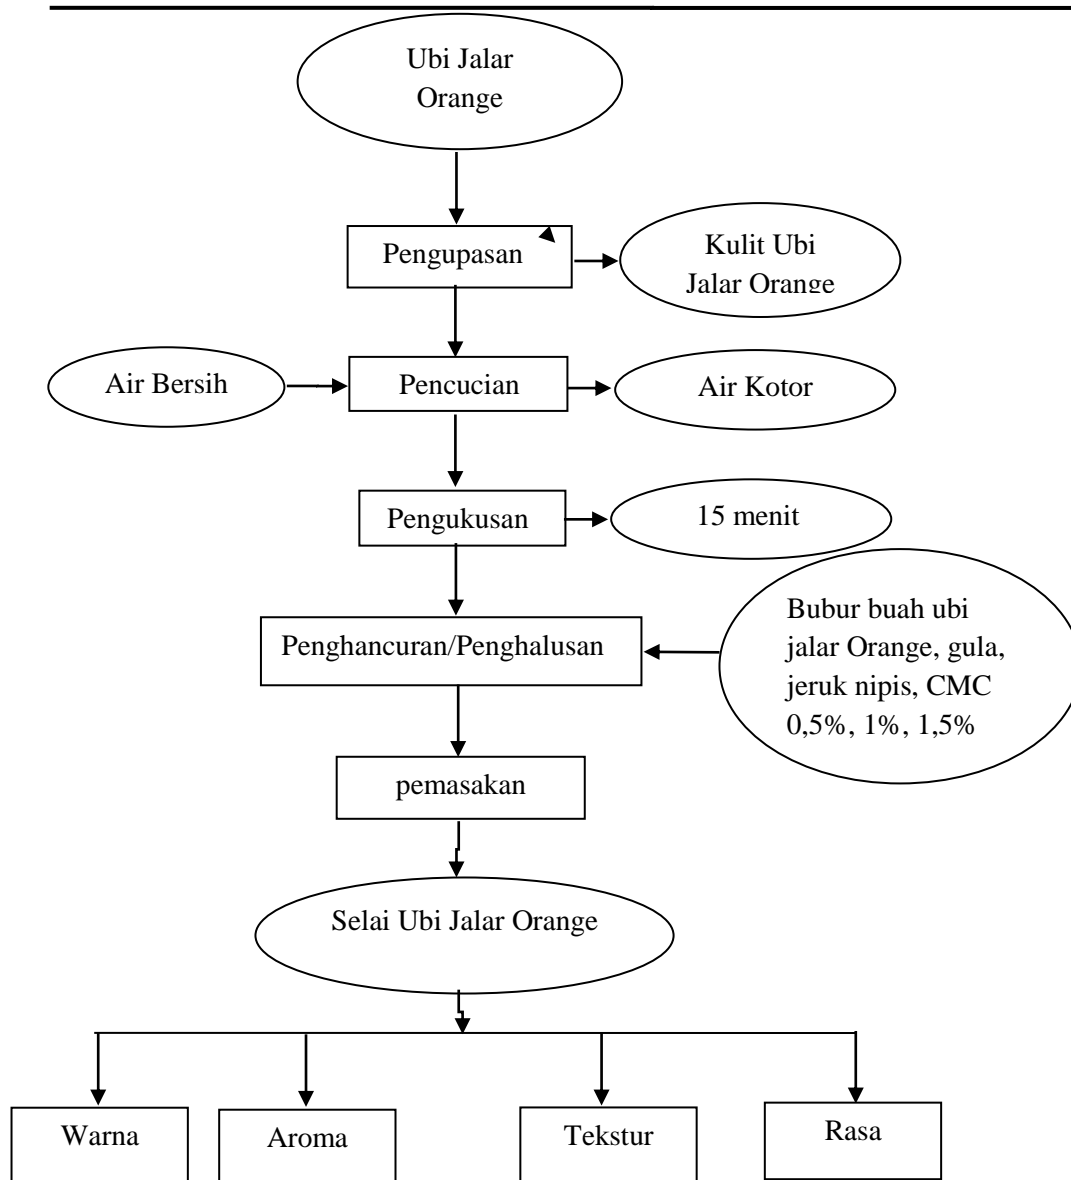 Ubi Jalar
Orange
Pengupasan
Kulit Ubi
Jalar Orange
Air Bersih
Pencucian
Air Kotor
Pengukusan
15 menit
Penghancuran/Penghalusan
Bubur buah ubi
jalar Orange, gula,
jeruk nipis, CMC
0,5%, 1%, 1,5%
pemasakan
Selai Ubi Jalar Orange
Warna
Aroma
Tekstur
Rasa